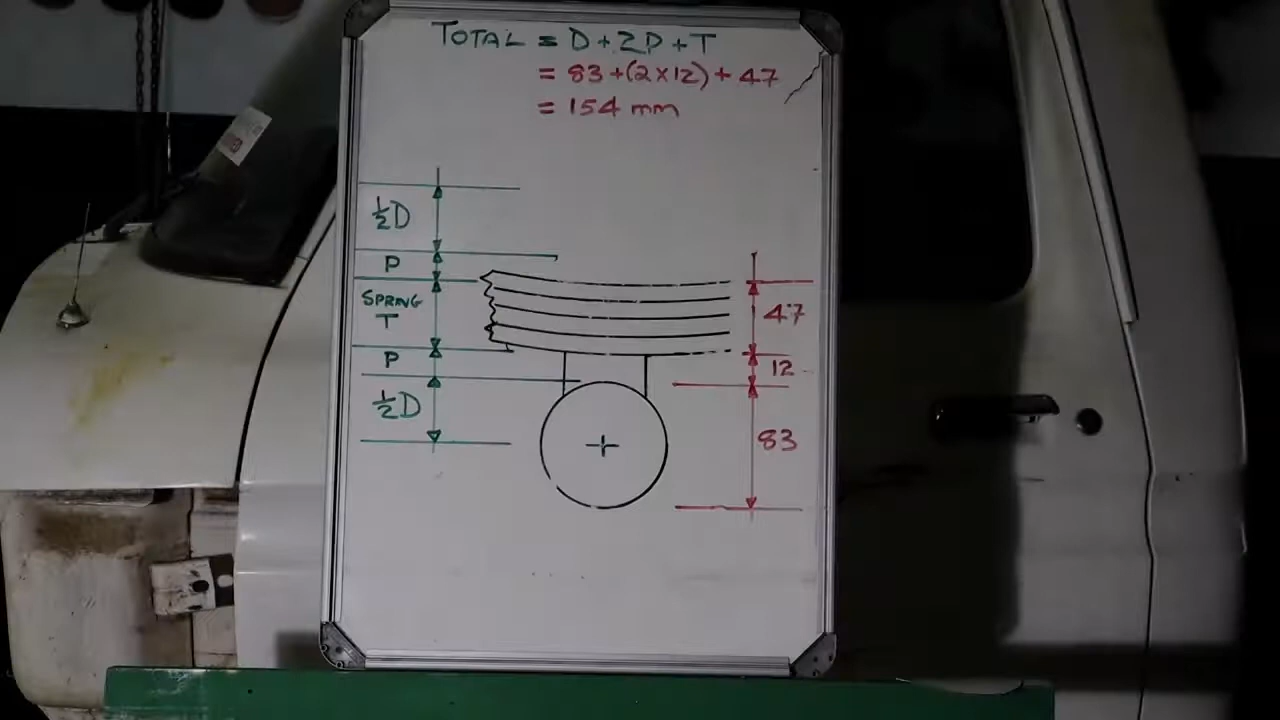 TOTAL = D + 2P + T
= 83 + (2 x 12) + 47
= 154 mm
½D
P
SPRING
T
47
P
12
½D
83